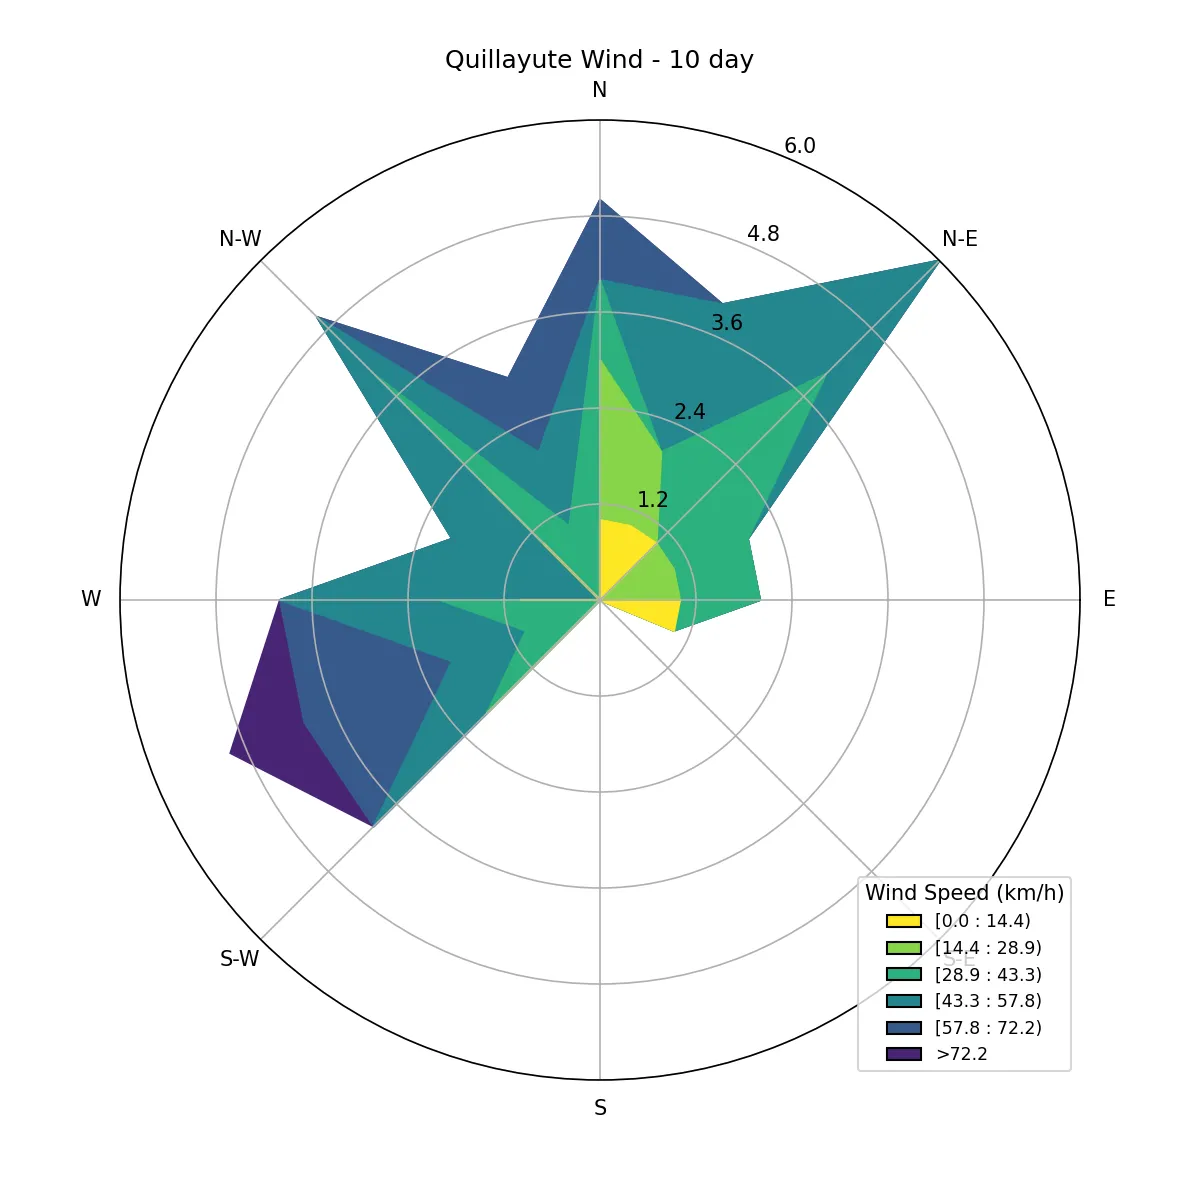 Quillayute Wind - 10 day
N
6.0
4.8
N-W
N-E
3.6
2.4
1.2
W
E
S-W
S-E
S
Wind Speed (km/h)
[0.0 : 14.4)
[14.4 : 28.9)
[28.9 : 43.3)
[43.3 : 57.8)
[57.8 : 72.2)
>72.2